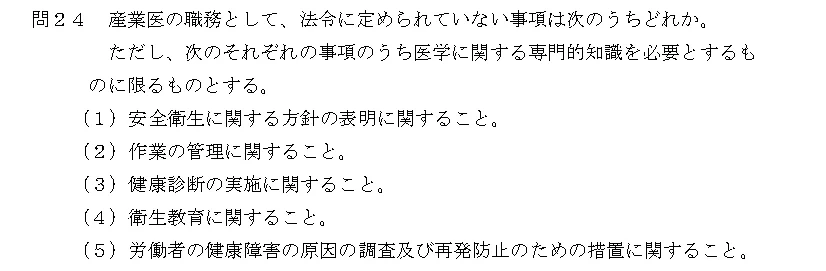 問２４　産業医の職務として、法令に定められていない事項は次のうちどれか。
ただし、次のそれぞれの事項のうち医学に関する専門的知識を必要とするも
のに限るものとする。
（１）安全衛生に関する方針の表明に関すること。
（２）作業の管理に関すること。
（３）健康診断の実施に関すること。
（４）衛生教育に関すること。
（５）労働者の健康障害の原因の調査及び再発防止のための措置に関すること。